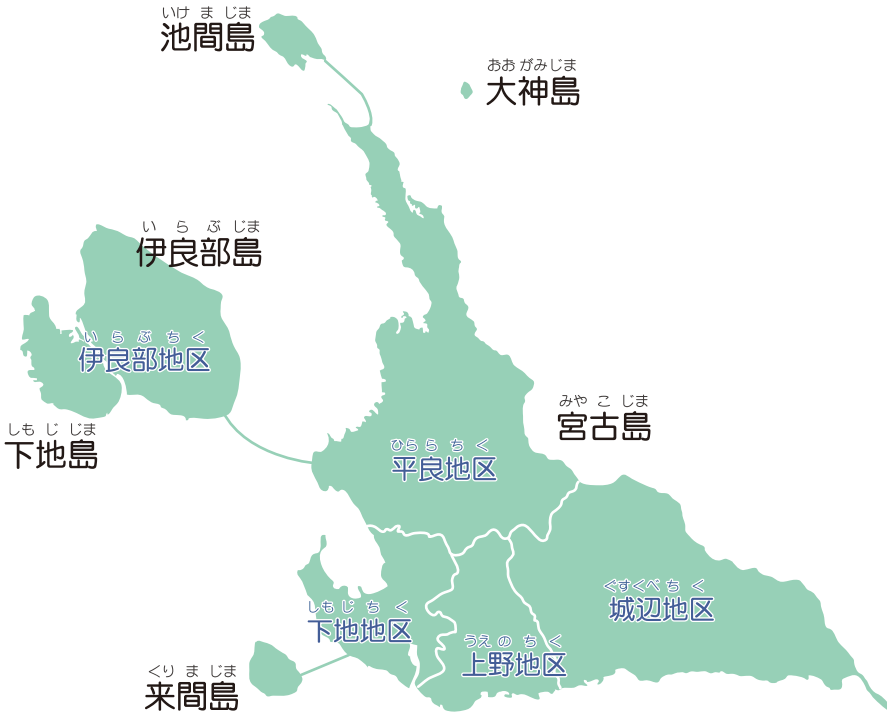 いけ ま じま
池間島
おお がみ じま
大神島
い ら ぶ じま
伊良部島
い ら ぶ ち く
伊良部地区
しも じ じま
下地島
みや こ じま
宮古島
ひら ら ち く
平良地区
ぐすくべ ち く
城辺地区
しも じ ち く
下地地区
うえ の ち く
上野地区
くり ま じま
来間島